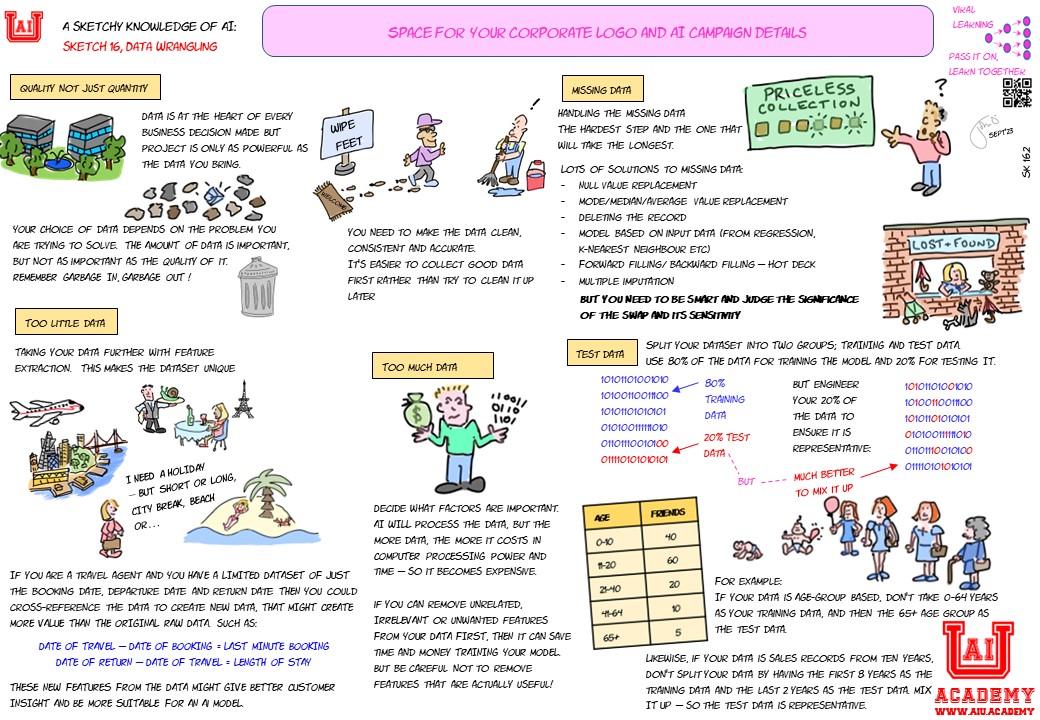 AI
U
A SKETCHY KNOWLEDGE OF AI:
SKETCH 16, DATA WRANGLING
SPACE FOR YOUR CORPORATE LOGO AND AI CAMPAIGN DETAILS
VIRAL
LEARNING
PASS IT ON,
LEARN TOGETHER
SEPT'23
SK 16.2
QUALITY NOT JUST QUANTITY
DATA IS AT THE HEART OF EVERY
BUSINESS DECISION MADE BUT
PROJECT IS ONLY AS POWERFUL AS
THE DATA YOU BRING.
YOUR CHOICE OF DATA DEPENDS ON THE PROBLEM YOU
ARE TRYING TO SOLVE. THE AMOUNT OF DATA IS IMPORTANT,
BUT NOT AS IMPORTANT AS THE QUALITY OF IT.
REMEMBER GARBAGE IN, GARBAGE OUT !
WIPE
FEET
WELCOME
!
YOU NEED TO MAKE THE DATA CLEAN,
CONSISTENT AND ACCURATE.
IT'S EASIER TO COLLECT GOOD DATA
FIRST RATHER THAN TRY TO CLEAN IT UP
LATER
MISSING DATA
HANDLING THE MISSING DATA
THE HARDEST STEP AND THE ONE THAT
WILL TAKE THE LONGEST.
PRICELESS
COLLECTION
?
LOTS OF SOLUTIONS TO MISSING DATA:
- NULL VALUE REPLACEMENT
- MODE/MEDIAN/AVERAGE VALUE REPLACEMENT
- DELETING THE RECORD
- MODEL BASED ON INPUT DATA (FROM REGRESSION,
K-NEAREST NEIGHBOUR ETC)
- FORWARD FILLING/ BACKWARD FILLING – HOT DECK
- MULTIPLE IMPUTATION
BUT YOU NEED TO BE SMART AND JUDGE THE SIGNIFICANCE
OF THE SWAP AND ITS SENSITIVITY
LOST+FOUND
TOO LITTLE DATA
TAKING YOUR DATA FURTHER WITH FEATURE
EXTRACTION. THIS MAKES THE DATASET UNIQUE
I NEED A HOLIDAY
– BUT SHORT OR LONG,
CITY BREAK, BEACH
OR...
IF YOU ARE A TRAVEL AGENT AND YOU HAVE A LIMITED DATASET OF JUST
THE BOOKING DATE, DEPARTURE DATE AND RETURN DATE THEN YOU COULD
CROSS-REFERENCE THE DATA TO CREATE NEW DATA, THAT MIGHT CREATE
MORE VALUE THAN THE ORIGINAL RAW DATA. SUCH AS:
DATE OF TRAVEL – DATE OF BOOKING = LAST MINUTE BOOKING
DATE OF RETURN – DATE OF TRAVEL = LENGTH OF STAY
THESE NEW FEATURES FROM THE DATA MIGHT GIVE BETTER CUSTOMER
INSIGHT AND BE MORE SUITABLE FOR AN AI MODEL.
TOO MUCH DATA
$
DECIDE WHAT FACTORS ARE IMPORTANT.
AI WILL PROCESS THE DATA, BUT THE
MORE DATA, THE MORE IT COSTS IN
COMPUTER PROCESSING POWER AND
TIME – SO IT BECOMES EXPENSIVE.
IF YOU CAN REMOVE UNRELATED,
IRRELEVANT OR UNWANTED FEATURES
FROM YOUR DATA FIRST, THEN IT CAN SAVE
TIME AND MONEY TRAINING YOUR MODEL.
BUT BE CAREFUL NOT TO REMOVE
FEATURES THAT ARE ACTUALLY USEFUL!
TEST DATA
SPLIT YOUR DATASET INTO TWO GROUPS; TRAINING AND TEST DATA.
USE 80% OF THE DATA FOR TRAINING THE MODEL AND 20% FOR TESTING IT.
10101101001010
10100110011100
10101101010101
01010011111010
01011110010100
01111010101010101
80%
TRAINING
DATA
20% TEST
DATA
BUT
MUCH BETTER
TO MIX IT UP
BUT ENGINEER
YOUR 20% OF
THE DATA TO
ENSURE IT IS
REPRESENTATIVE:
AGE FRIENDS
0-10 40
11-20 60
21-40 20
41-64 10
65+ 5
FOR EXAMPLE:
IF YOUR DATA IS AGE-GROUP BASED, DON'T TAKE 0-64 YEARS
AS YOUR TRAINING DATA, AND THEN THE 65+ AGE GROUP AS
THE TEST DATA.
LIKEWISE, IF YOUR DATA IS SALES RECORDS FROM TEN YEARS,
DON'T SPLIT YOUR DATA BY HAVING THE FIRST 8 YEARS AS THE
TRAINING DATA AND THE LAST 2 YEARS AS THE TEST DATA. MIX
IT UP – SO THE TEST DATA IS REPRESENTATIVE.
AI
U
ACADEMY
WWW.AIU.ACADEMY